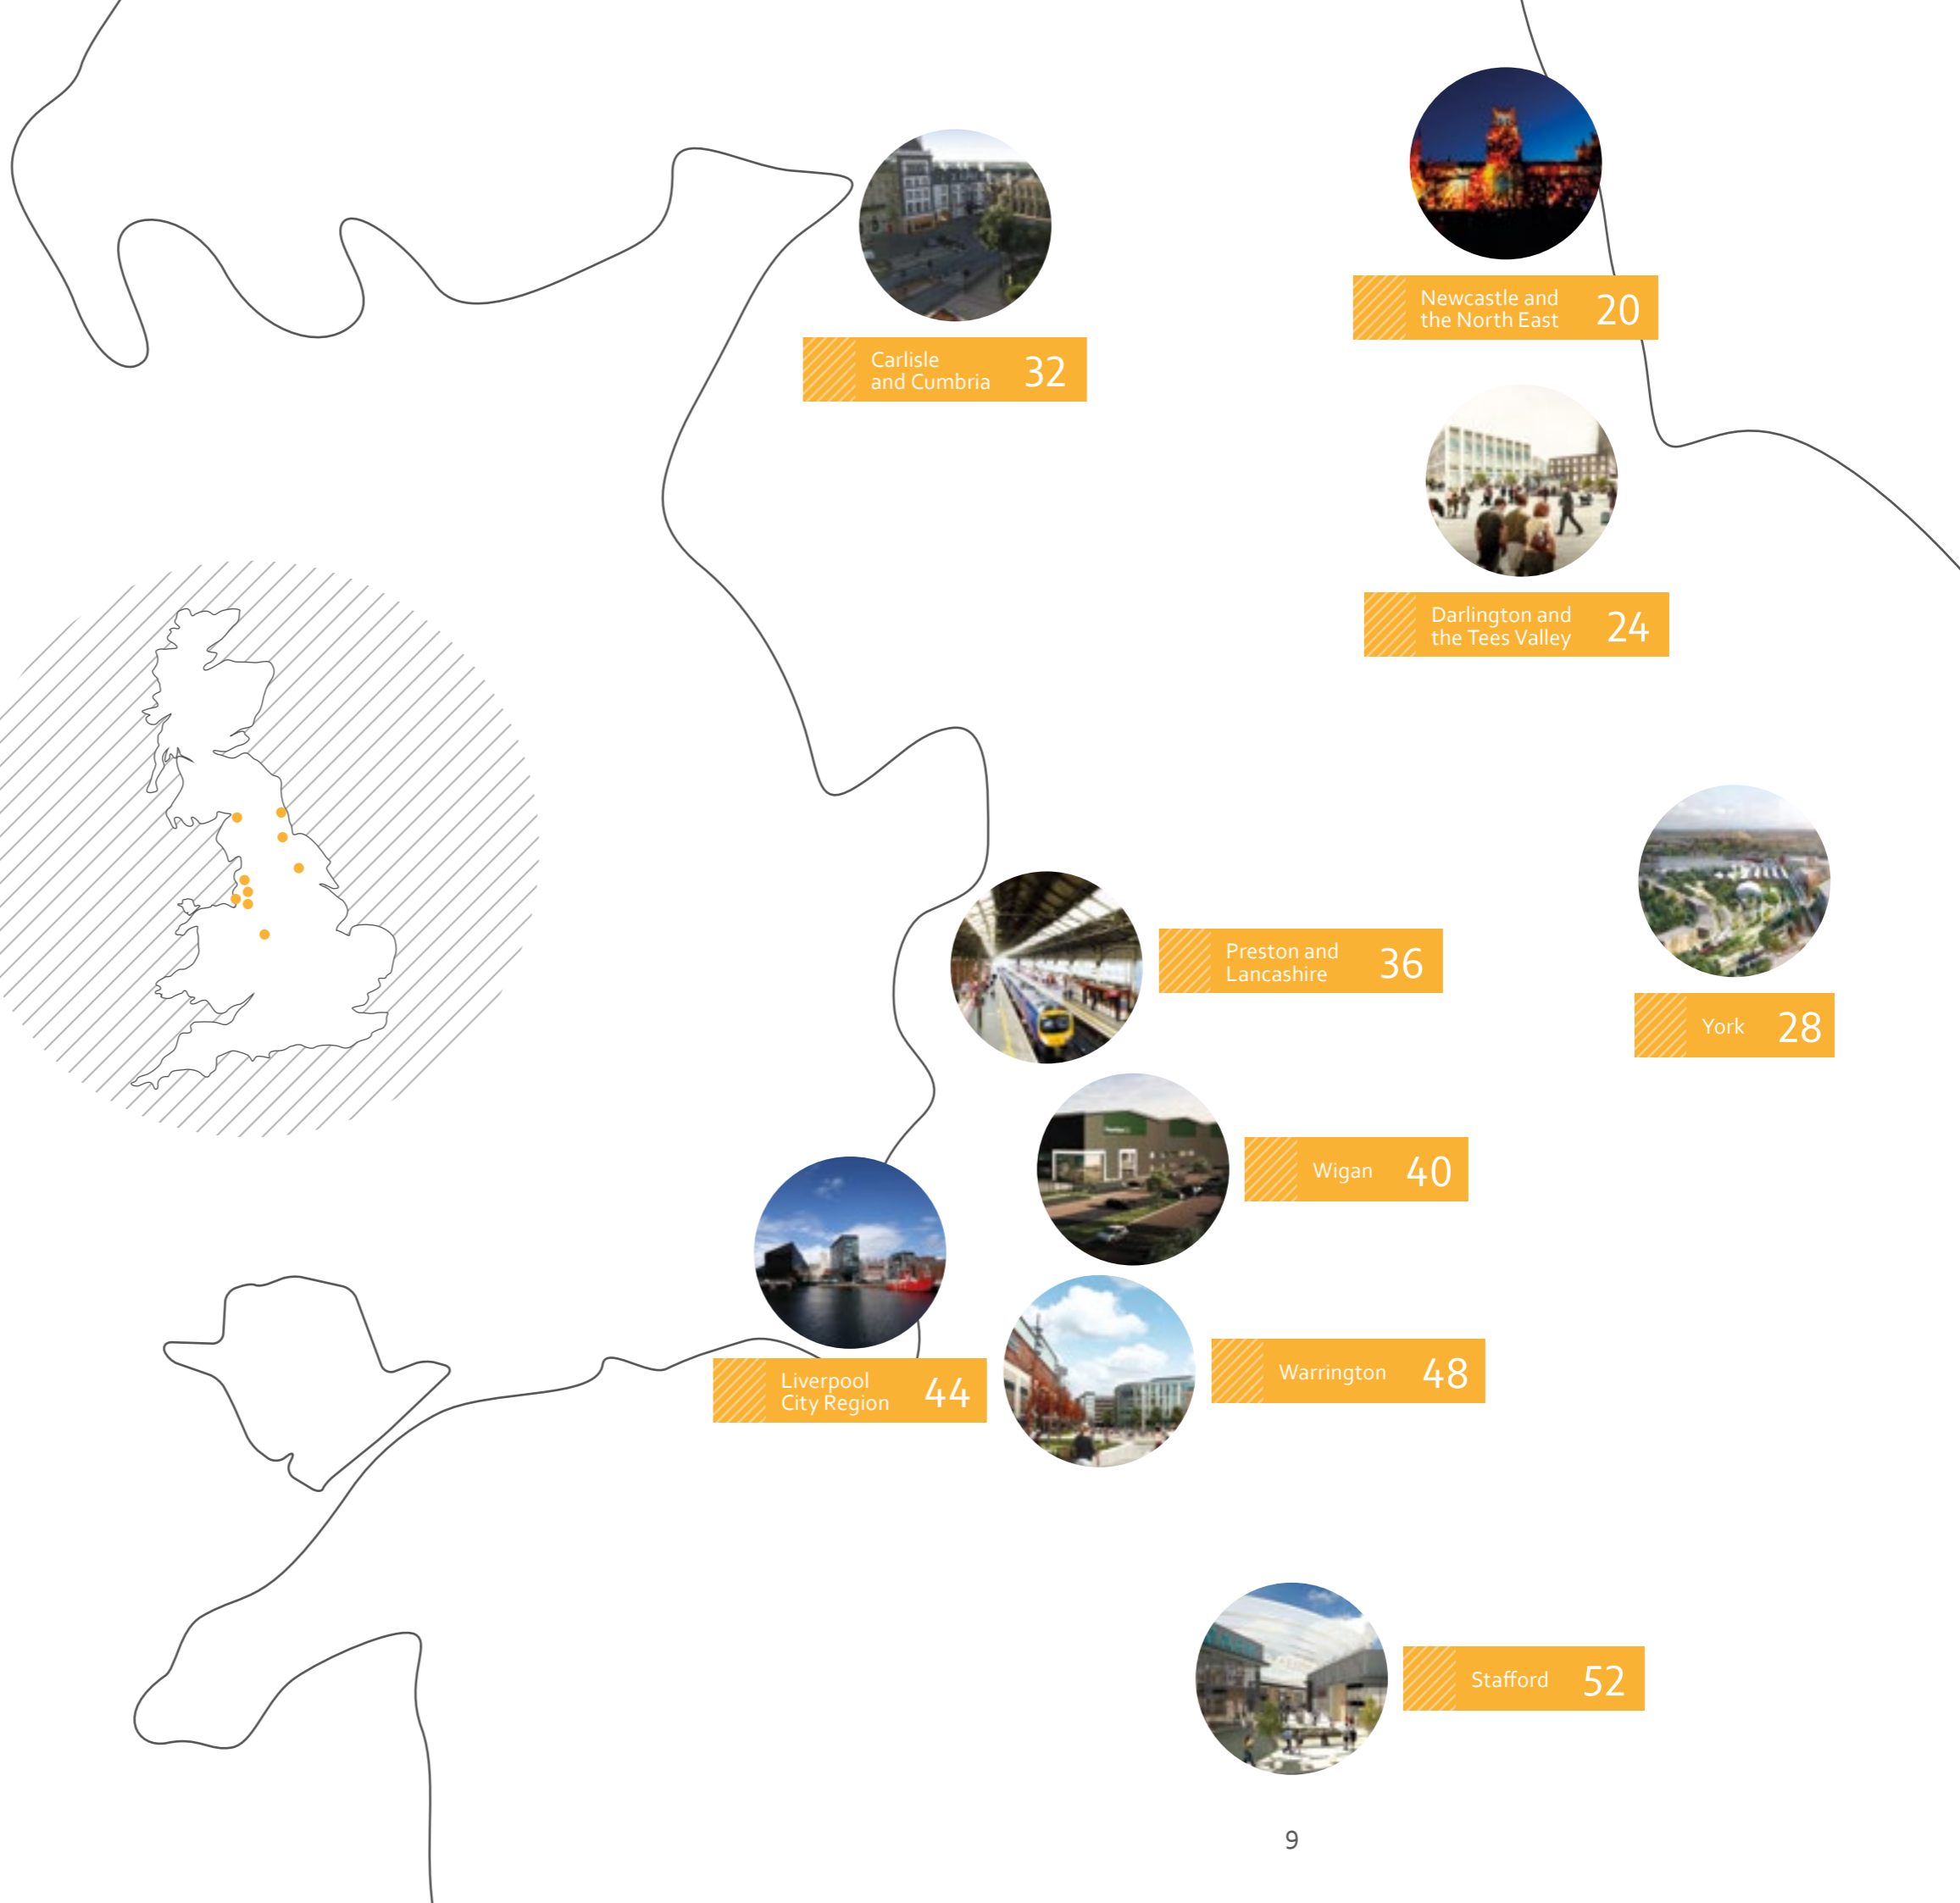 Newcastle and
the North East
20
Carlisle
and Cumbria
32
Darlington and
the Tees Valley
24
Preston and
Lancashire
36
York
28
Wigan
40
Warrington
48
Liverpool
City Region
44
Stafford
52
9